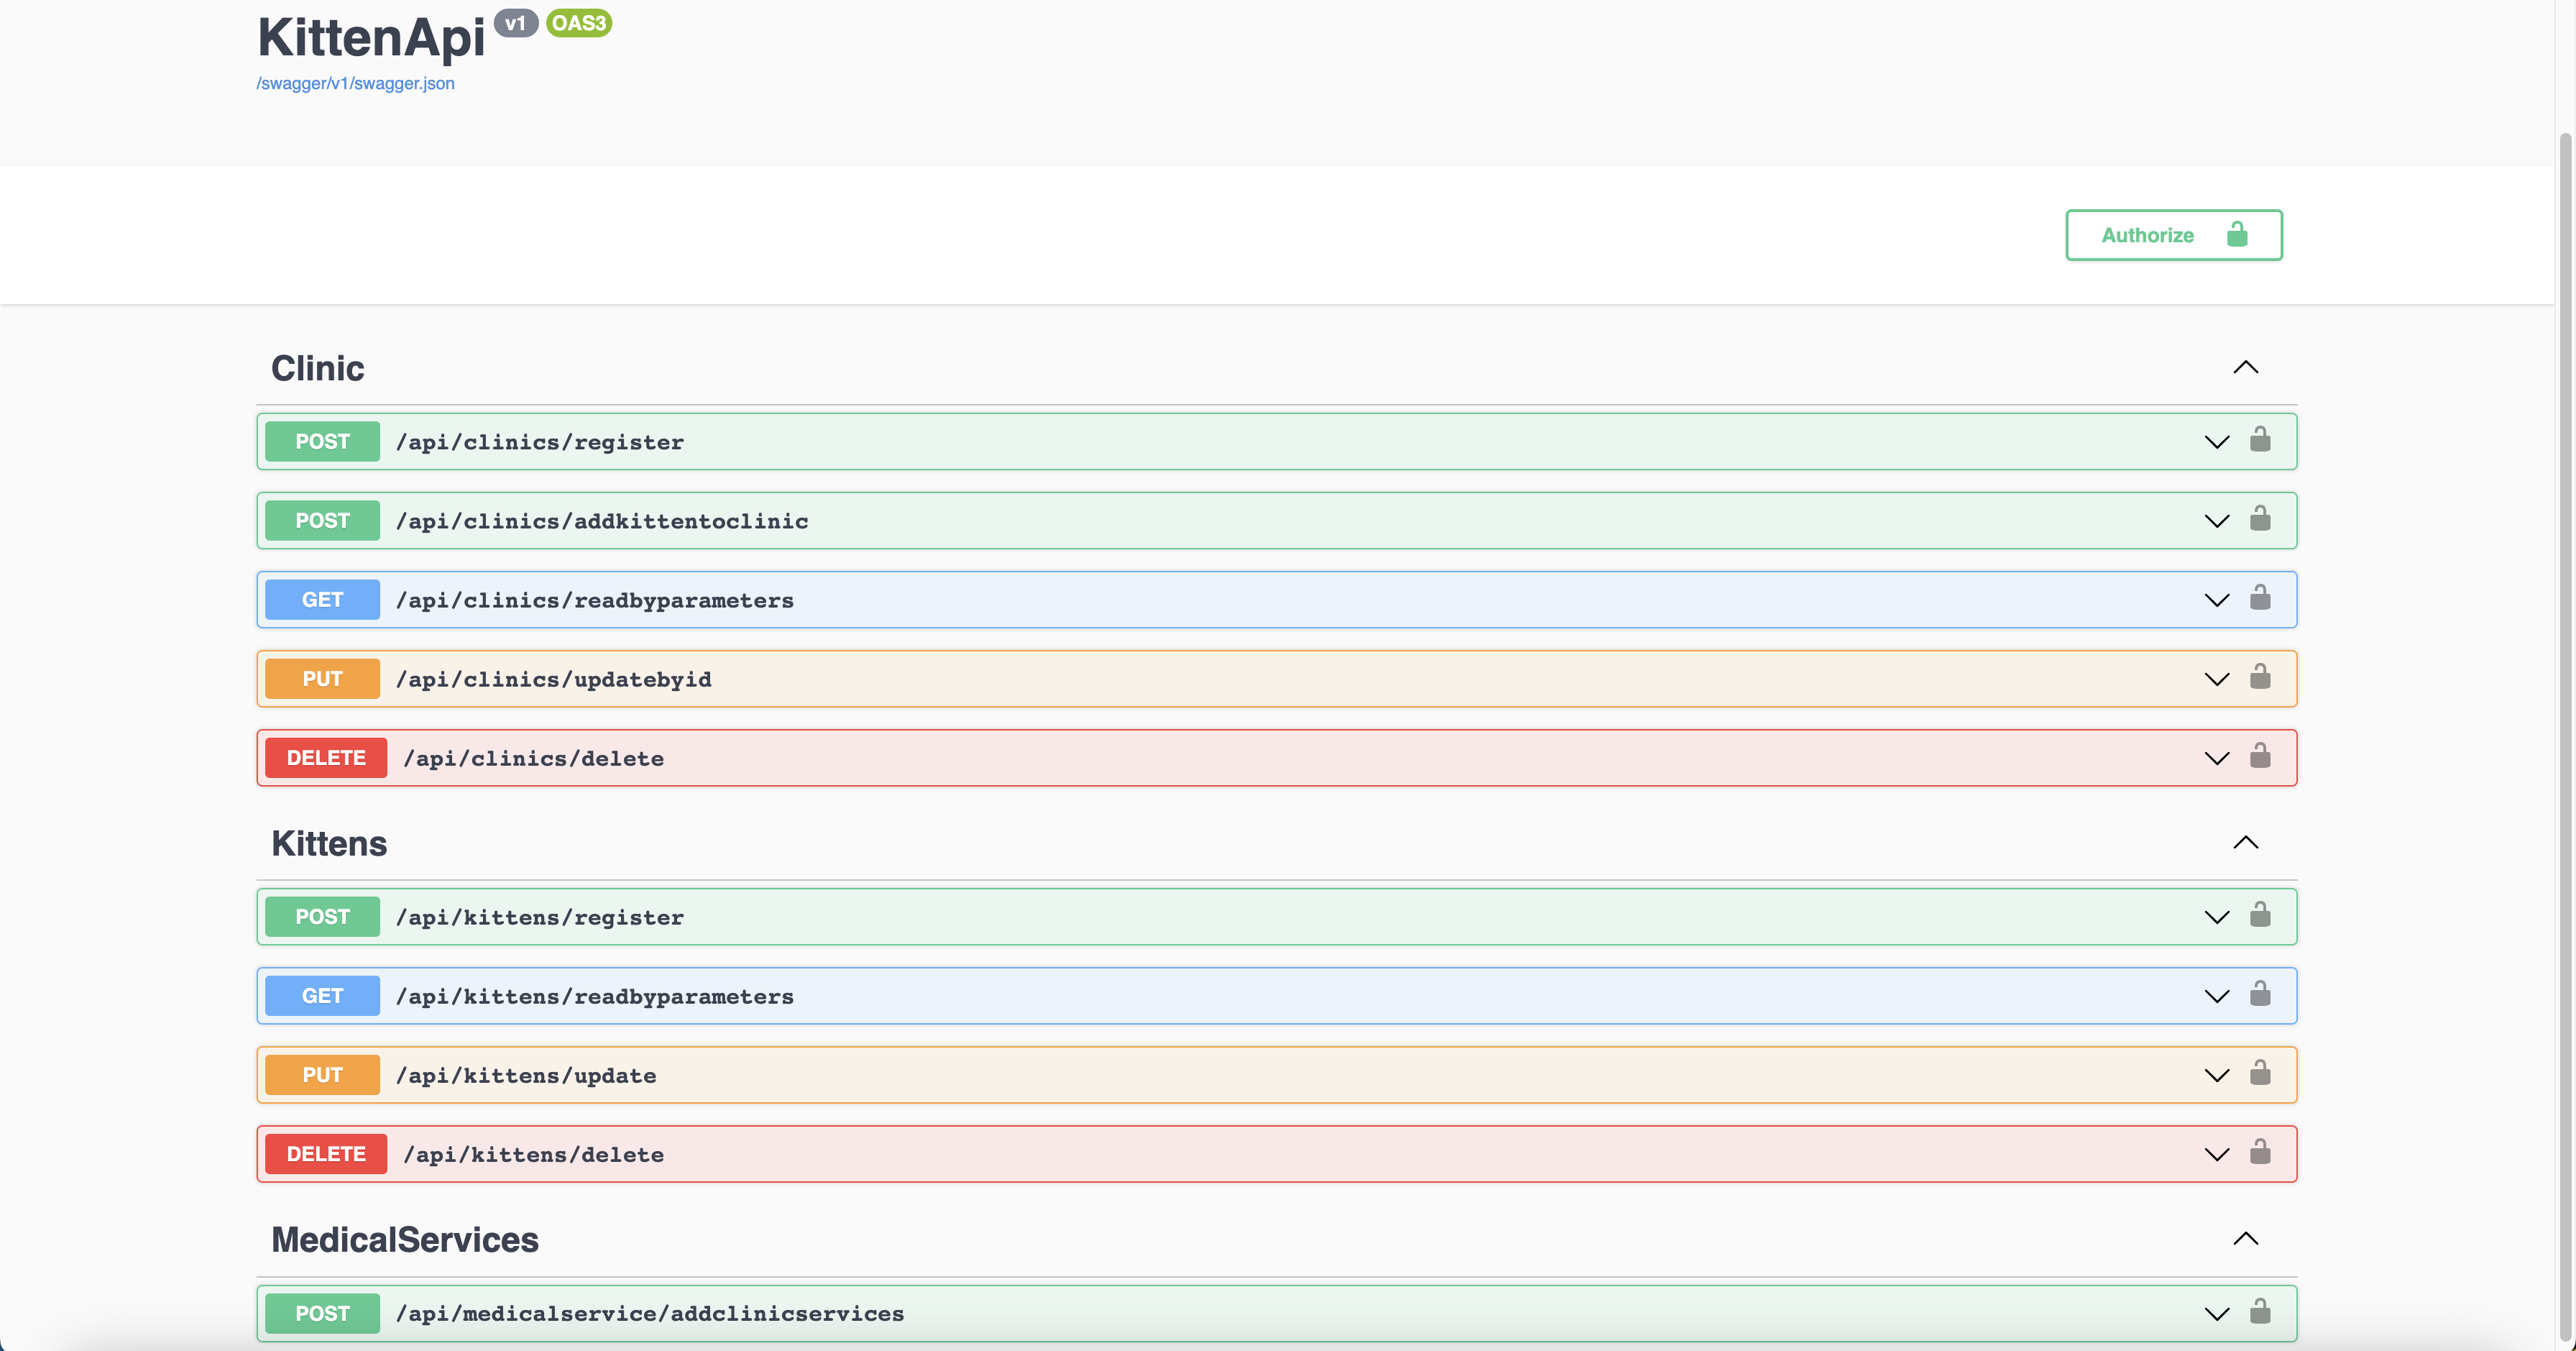 KittenApi v1 OAS3
/swagger/v1/swagger.json
Authorize
Clinic
POST /api/clinics/register
POST /api/clinics/addkittentoclinic
GET /api/clinics/readbyparameters
PUT /api/clinics/updatebyid
DELETE /api/clinics/delete
Kittens
POST /api/kittens/register
GET /api/kittens/readbyparameters
PUT /api/kittens/update
DELETE /api/kittens/delete
MedicalServices
POST /api/medicalservice/addclinicservices